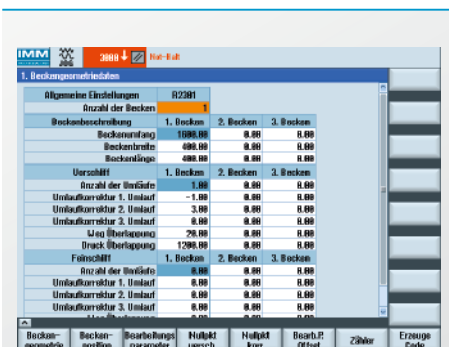 IMM
JOG
3000 Not-Halt
1. Beckengeometriedaten
Allgemeine Einstellungen R2301
Anzahl der Becken 1
Beckenbeschreibung 1. Becken 2. Becken 3. Becken
Beckenumfang 1600.00 0.00 0.00
Beckenbreite 400.00 0.00 0.00
Beckenlänge 400.00 0.00 0.00
Vorschliff 1. Becken 2. Becken 3. Becken
Anzahl der Umläufe 1.00 0.00 0.00
Umlaufkorrektur 1. Umlauf -1.00 0.00 0.00
Umlaufkorrektur 2. Umlauf 3.00 0.00 0.00
Umlaufkorrektur 3. Umlauf 0.00 0.00 0.00
Weg Überlappung 20.00 0.00 0.00
Druck Überlappung 1200.00 0.00 0.00
Feinschliff 1. Becken 2. Becken 3. Becken
Anzahl der Umläufe 0.00 0.00 0.00
Umlaufkorrektur 1. Umlauf 0.00 0.00 0.00
Umlaufkorrektur 2. Umlauf 0.00 0.00 0.00
Umlaufkorrektur 3. Umlauf 0.00 0.00 0.00
Becken- Becken- Bearbeitungs Nullpkt Nullpkt Bearb.P. Zähler Erzeuge
geometrie position parameter versch. korr. Offset Code